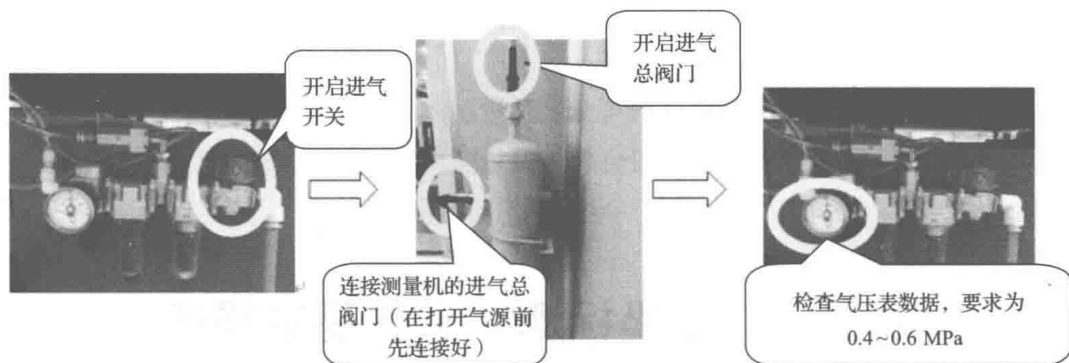 开启进气
开关
开启进气
总阀门
连接测量机的进气总
阀门（在打开气源前
先连接好）
检查气压表数据，要求为
0.4~0.6 MPa